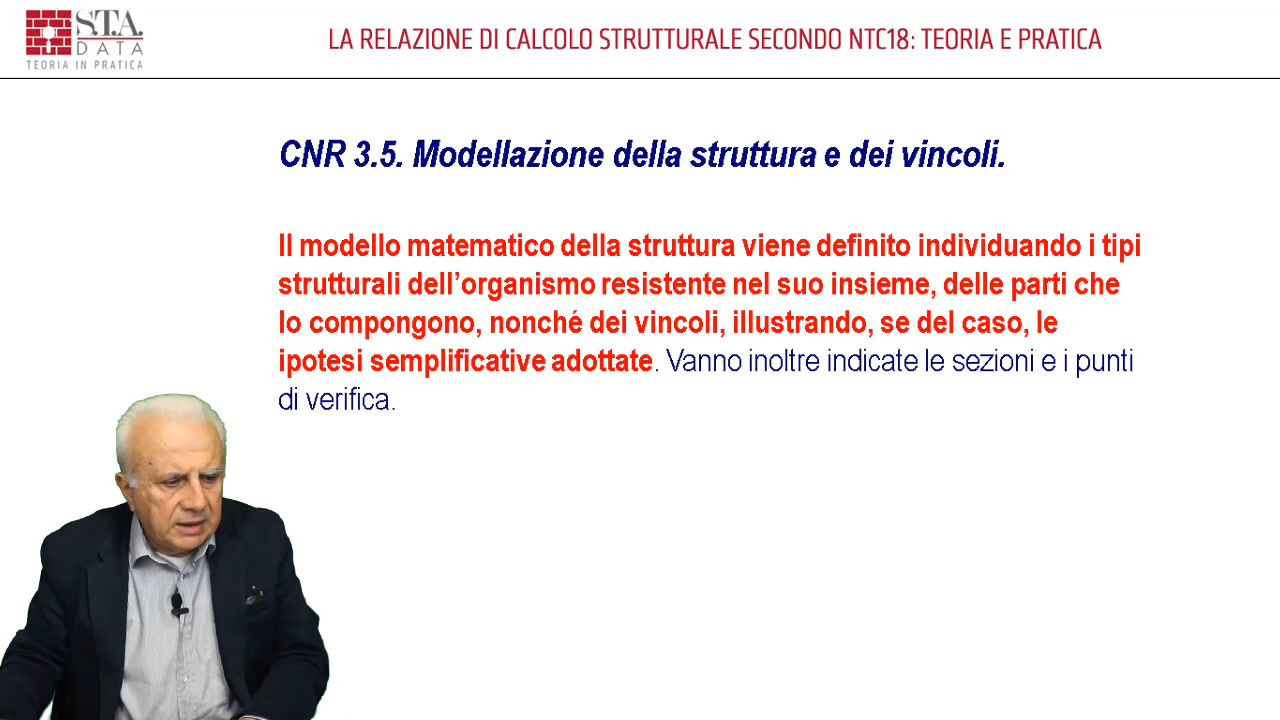 S.T.A.
DATA
TEORIA IN PRATICA
LA RELAZIONE DI CALCOLO STRUTTURALE SECONDO NTC18: TEORIA E PRATICA
CNR 3.5. Modellazione della struttura e dei vincoli.
Il modello matematico della struttura viene definito individuando i tipi
strutturali dell’organismo resistente nel suo insieme, delle parti che
lo compongono, nonché dei vincoli, illustrando, se del caso, le
ipotesi semplificative adottate. Vanno inoltre indicate le sezioni e i punti
di verifica.